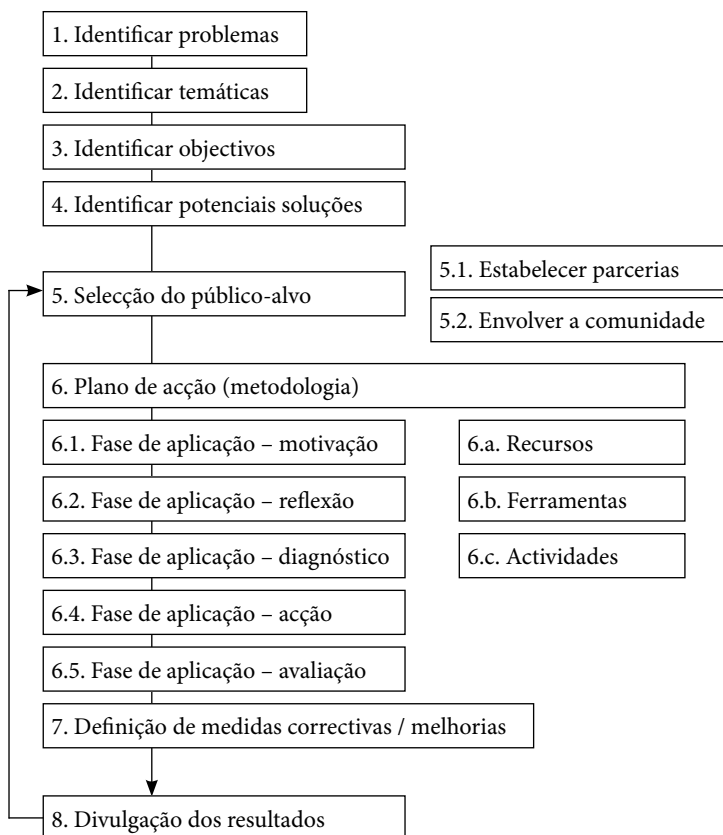 1. Identificar problemas
2. Identificar temáticas
3. Identificar objectivos
4. Identificar potenciais soluções
5. Selecção do público-alvo
5.1. Estabelecer parcerias
5.2. Envolver a comunidade
6. Plano de acção (metodologia)
6.1. Fase de aplicação – motivação
6.a. Recursos
6.2. Fase de aplicação – reflexão
6.b. Ferramentas
6.3. Fase de aplicação – diagnóstico
6.c. Actividades
6.4. Fase de aplicação – acção
6.5. Fase de aplicação – avaliação
7. Definição de medidas correctivas / melhorias
8. Divulgação dos resultados